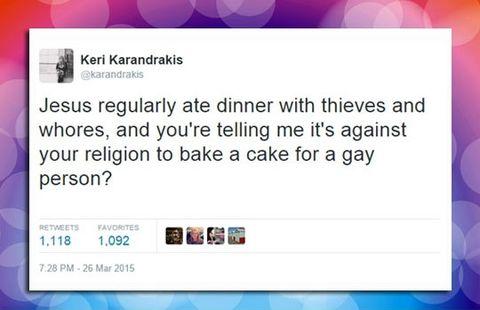 Keri Karandrakis
@karandrakis
Jesus regularly ate dinner with thieves and
whores, and you're telling me it's against
your religion to bake a cake for a gay
person?
RETWEETS FAVORITES
1,118 1,092
7:28 PM - 26 Mar 2015